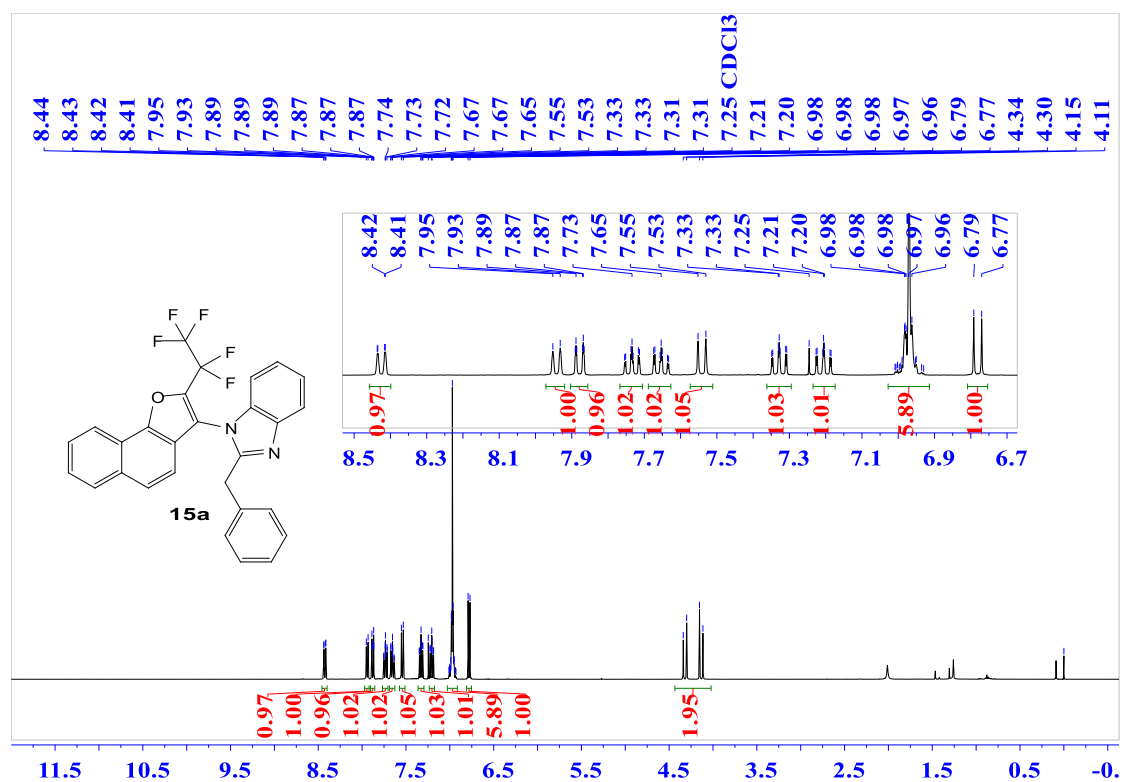 CDCl3
8.44 8.43 8.42 8.41 7.95 7.93 7.89 7.89 7.89 7.87 7.87 7.87 7.74 7.73 7.72 7.67 7.67 7.65 7.55 7.53 7.33 7.33 7.31 7.31 7.25 7.21 7.20 6.98 6.98 6.98 6.97 6.96 6.79 6.77 4.34 4.30 4.15 4.11
8.42 8.41 7.95 7.93 7.89 7.87 7.87 7.73 7.65 7.55 7.53 7.33 7.33 7.25 7.21 7.20 6.98 6.98 6.98 6.97 6.96 6.79 6.77
F F
F F
F
O
N
N
15a
0.97 1.00 0.96 1.02 1.02 1.05 1.03 1.01 5.89 1.00
8.5 8.3 8.1 7.9 7.7 7.5 7.3 7.1 6.9 6.7
0.97 1.00 0.96 1.02 1.02 1.05 1.03 1.01 5.89 1.00 1.95
11.5 10.5 9.5 8.5 7.5 6.5 5.5 4.5 3.5 2.5 1.5 0.5 -0.